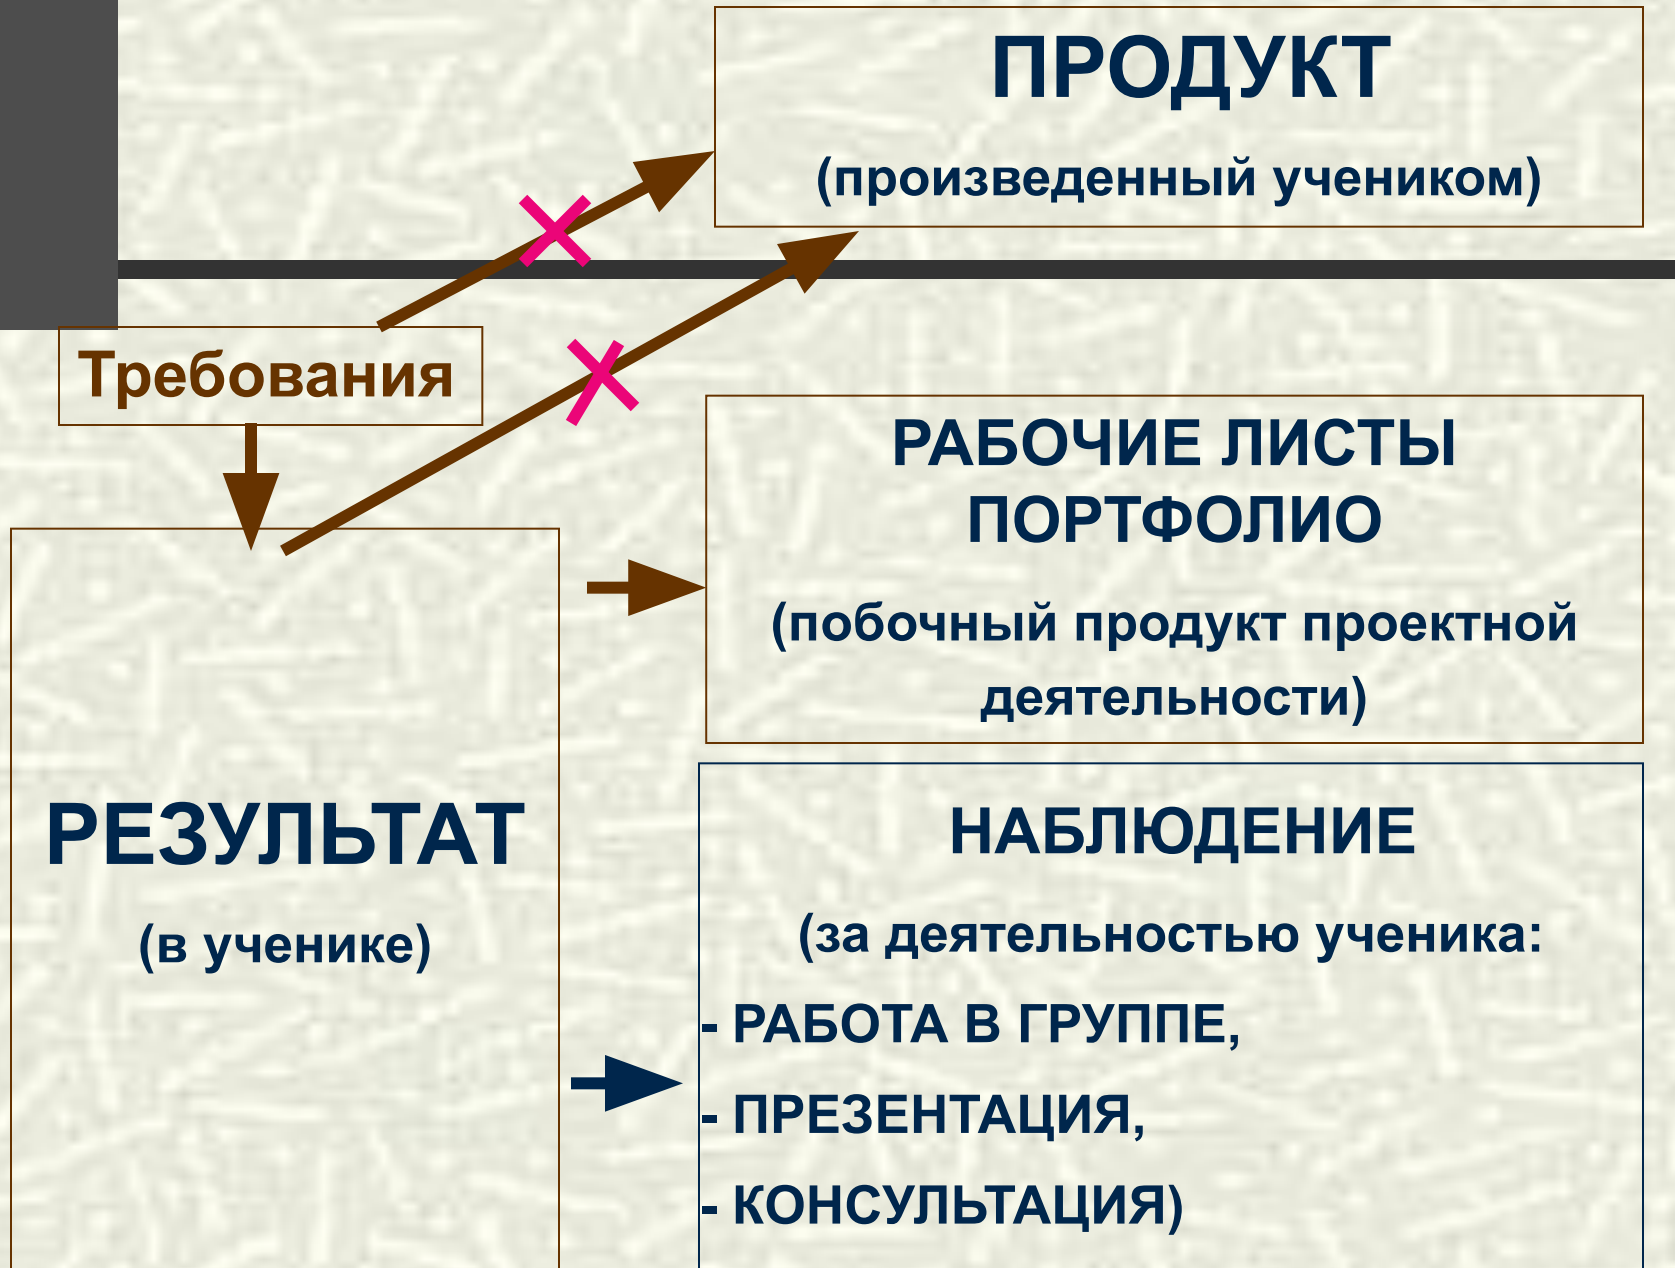 ПРОДУКТ
(произведенный учеником)
Требования
РАБОЧИЕ ЛИСТЫ
ПОРТФОЛИО
(побочный продукт проектной
деятельности)
РЕЗУЛЬТАТ
(в ученике)
НАБЛЮДЕНИЕ
(за деятельностью ученика:
- РАБОТА В ГРУППЕ,
- ПРЕЗЕНТАЦИЯ,
- КОНСУЛЬТАЦИЯ)